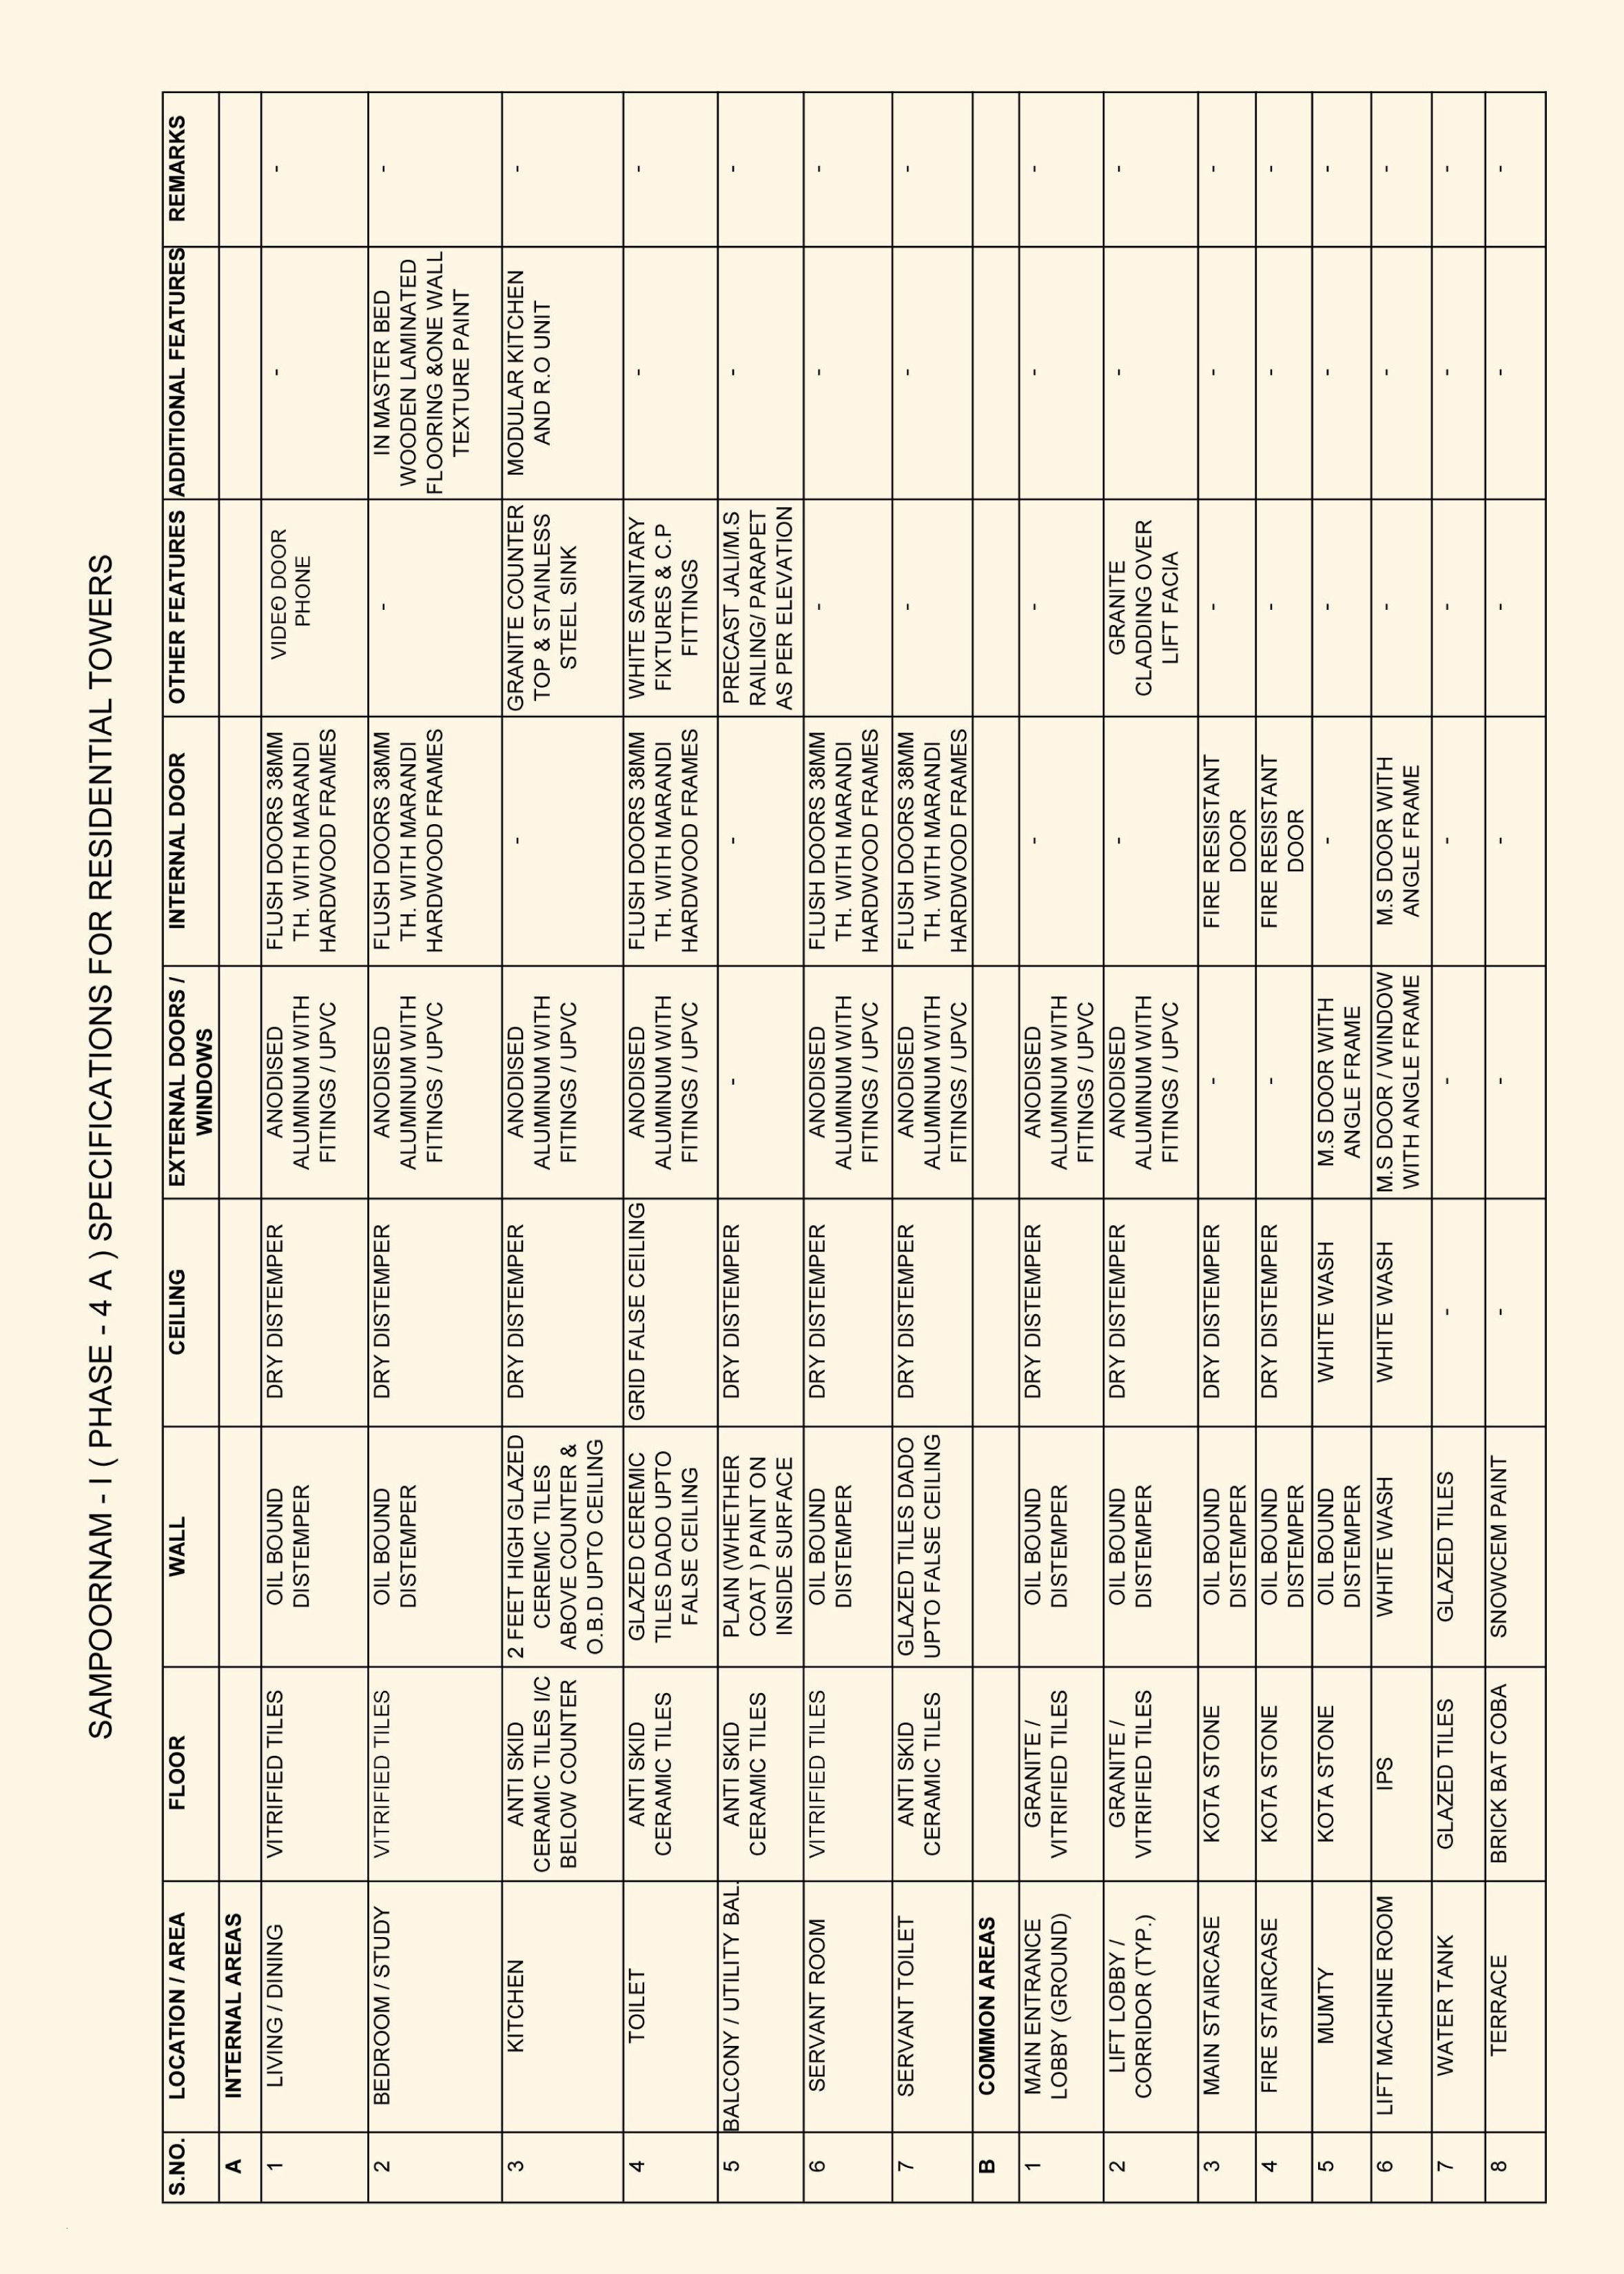 SAMPOORNAM - I ( PHASE - 4 A ) SPECIFICATIONS FOR RESIDENTIAL TOWERS
S.NO.
LOCATION / AREA
FLOOR
WALL
CEILING
EXTERNAL DOORS /
WINDOWS
INTERNAL DOOR
OTHER FEATURES
ADDITIONAL FEATURES
REMARKS
A
INTERNAL AREAS
1
LIVING / DINING
VITRIFIED TILES
OIL BOUND
DISTEMPER
DRY DISTEMPER
ANODISED
ALUMINUM WITH
FITINGS / UPVC
FLUSH DOORS 38MM
TH. WITH MARANDI
HARDWOOD FRAMES
VIDEO DOOR
PHONE
-
-
2
BEDROOM / STUDY
VITRIFIED TILES
OIL BOUND
DISTEMPER
DRY DISTEMPER
ANODISED
ALUMINUM WITH
FITINGS / UPVC
FLUSH DOORS 38MM
TH. WITH MARANDI
HARDWOOD FRAMES
-
IN MASTER BED
WOODEN LAMINATED
FLOORING &ONE WALL
TEXTURE PAINT
-
3
KITCHEN
ANTI SKID
CERAMIC TILES I/C
BELOW COUNTER
2 FEET HIGH GLAZED
CEREMIC TILES
ABOVE COUNTER &
O.B.D UPTO CEILING
DRY DISTEMPER
ANODISED
ALUMINUM WITH
FITINGS / UPVC
-
GRANITE COUNTER
TOP & STAINLESS
STEEL SINK
MODULAR KITCHEN
AND R.O UNIT
-
4
TOILET
ANTI SKID
CERAMIC TILES
GLAZED CEREMIC
TILES DADO UPTO
FALSE CEILING
GRID FALSE CEILING
ANODISED
ALUMINUM WITH
FITINGS / UPVC
FLUSH DOORS 38MM
TH. WITH MARANDI
HARDWOOD FRAMES
WHITE SANITARY
FIXTURES & C.P
FITTINGS
-
-
5
BALCONY / UTILITY BAL.
ANTI SKID
CERAMIC TILES
PLAIN (WHETHER
COAT ) PAINT ON
INSIDE SURFACE
DRY DISTEMPER
-
-
PRECAST JALI/M.S
RAILING/ PARAPET
AS PER ELEVATION
-
-
6
SERVANT ROOM
VITRIFIED TILES
OIL BOUND
DISTEMPER
DRY DISTEMPER
ANODISED
ALUMINUM WITH
FITINGS / UPVC
FLUSH DOORS 38MM
TH. WITH MARANDI
HARDWOOD FRAMES
-
-
-
7
SERVANT TOILET
ANTI SKID
CERAMIC TILES
GLAZED TILES DADO
UPTO FALSE CEILING
DRY DISTEMPER
ANODISED
ALUMINUM WITH
FITINGS / UPVC
FLUSH DOORS 38MM
TH. WITH MARANDI
HARDWOOD FRAMES
-
-
-
B
COMMON AREAS
1
MAIN ENTRANCE
LOBBY (GROUND)
GRANITE /
VITRIFIED TILES
OIL BOUND
DISTEMPER
DRY DISTEMPER
ANODISED
ALUMINUM WITH
FITINGS / UPVC
-
-
-
-
2
LIFT LOBBY /
CORRIDOR (TYP.)
GRANITE /
VITRIFIED TILES
OIL BOUND
DISTEMPER
DRY DISTEMPER
ANODISED
ALUMINUM WITH
FITINGS / UPVC
-
GRANITE
CLADDING OVER
LIFT FACIA
-
-
3
MAIN STAIRCASE
KOTA STONE
OIL BOUND
DISTEMPER
DRY DISTEMPER
-
FIRE RESISTANT
DOOR
-
-
-
4
FIRE STAIRCASE
KOTA STONE
OIL BOUND
DISTEMPER
DRY DISTEMPER
-
FIRE RESISTANT
DOOR
-
-
-
5
MUMTY
KOTA STONE
OIL BOUND
DISTEMPER
WHITE WASH
M.S DOOR WITH
ANGLE FRAME
-
-
-
-
6
LIFT MACHINE ROOM
IPS
WHITE WASH
WHITE WASH
M.S DOOR / WINDOW
WITH ANGLE FRAME
M.S DOOR WITH
ANGLE FRAME
-
-
-
7
WATER TANK
GLAZED TILES
GLAZED TILES
-
-
-
-
-
-
8
TERRACE
BRICK BAT COBA
SNOWCEM PAINT
-
-
-
-
-
-